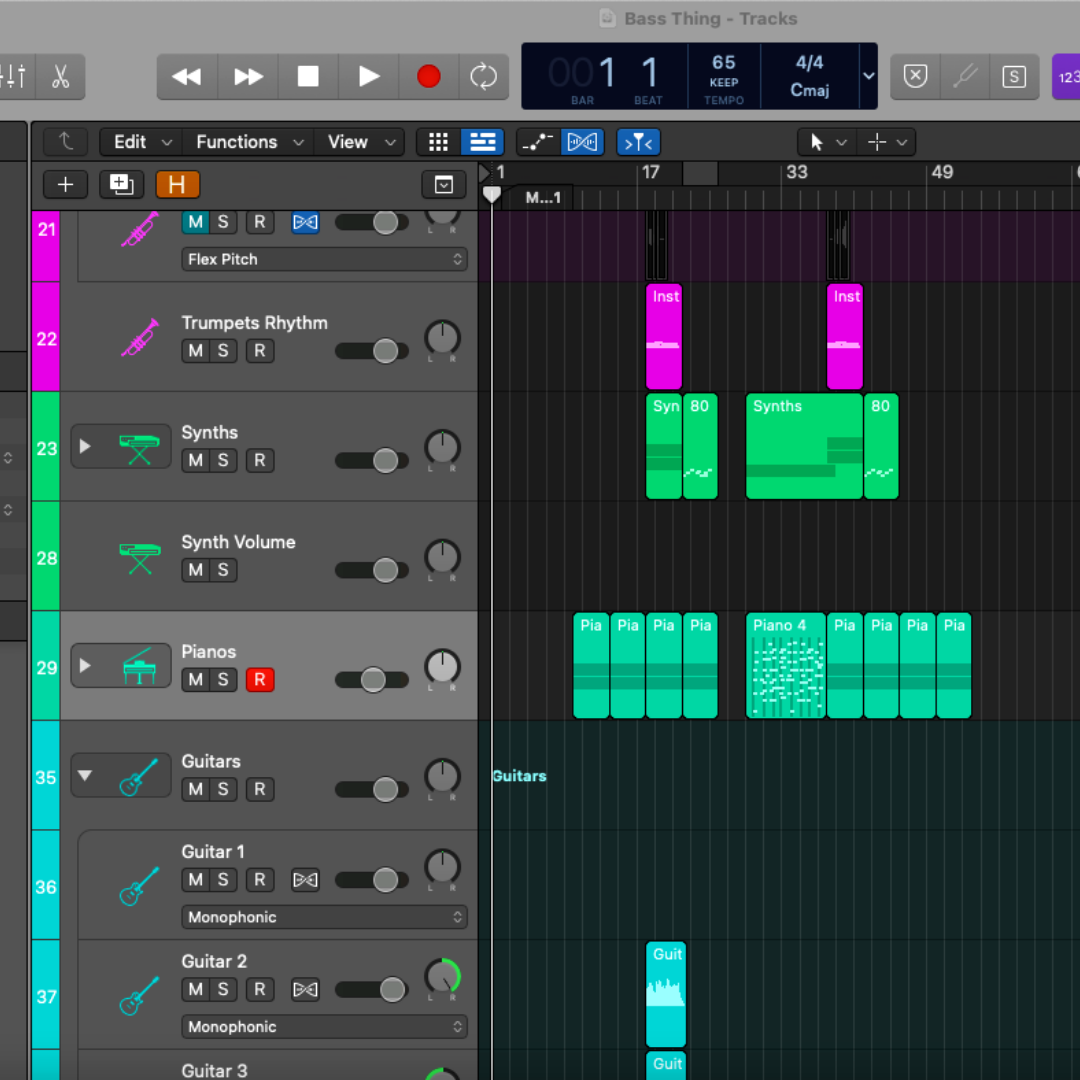 Bass Thing - Tracks
001 1
BAR BEAT
65
KEEP
TEMPO
4/4
Cmaj
S
123
Edit Functions View
H
1 17 33 49
M...1
21 M S R
L R
Flex Pitch
22 Trumpets Rhythm
M S R
L R
Inst Inst
23 Synths
M S R
L R
Syn 80 Synths 80
28 Synth Volume
M S
L R
29 Pianos
M S R
L R
Pia Pia Pia Pia Piano 4 Pia Pia Pia Pia
35 Guitars
M S R
L R
Guitars
36 Guitar 1
M S R
L R
Monophonic
37 Guitar 2
M S R
L R
Monophonic
Guit
Guitar 3
Guit